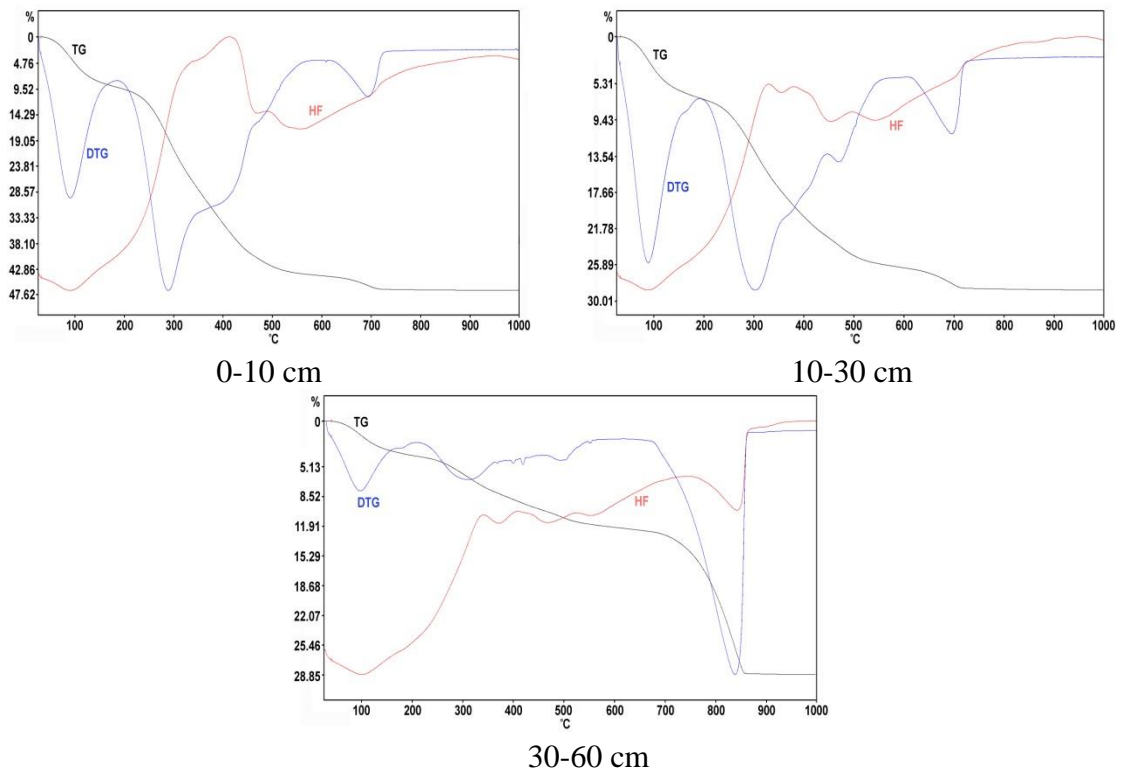 %
0
4.76
9.52
14.29
19.05
23.81
28.57
33.33
38.10
42.86
47.62
TG
DTG
HF
100 200 300 400 500 600 700 800 900 1000
°C
0-10 cm
%
0
5.31
9.43
13.54
17.66
21.78
25.89
30.01
TG
DTG
HF
100 200 300 400 500 600 700 800 900 1000
°C
10-30 cm
%
0
5.13
8.52
11.91
15.29
18.68
22.07
25.46
28.85
TG
DTG
HF
100 200 300 400 500 600 700 800 900 1000
°C
30-60 cm